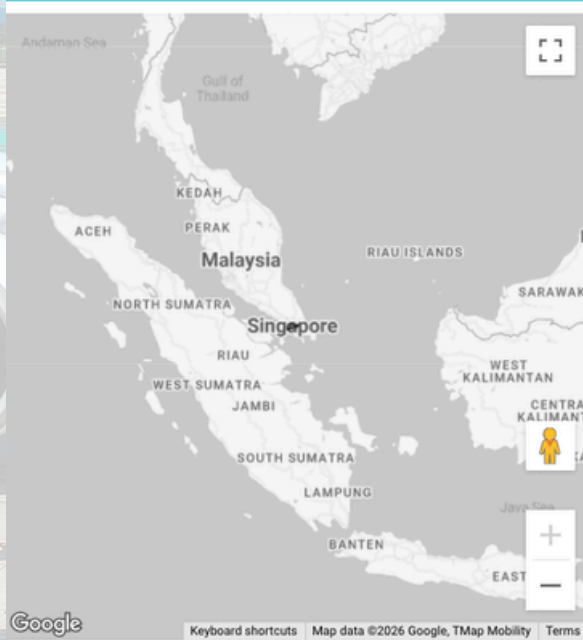 Andaman Sea
Gulf of
Thailand
KEDAH
PERAK
ACEH
Malaysia
RIAU ISLANDS
SARAWAK
NORTH SUMATRA
Singapore
RIAU
WEST
KALIMANTAN
WEST SUMATRA
JAMBI
CENTRA
KALIMANT
SOUTH SUMATRA
LAMPUNG
Java Sea
BANTEN
EAST
Google
Keyboard shortcuts
Map data ©2026 Google, TMap Mobility
Terms